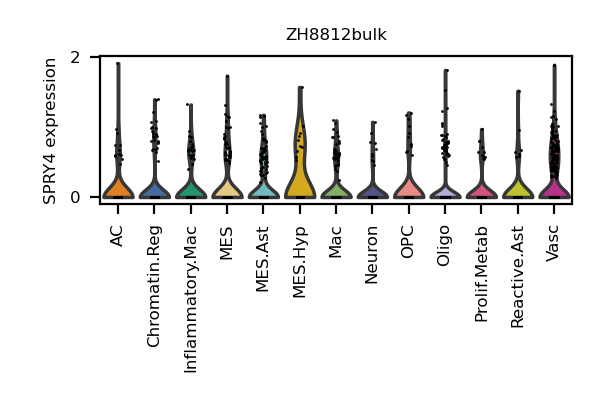 ZH8812bulk
SPRY4 expression
2
0
AC
Chromatin.Reg
Inflammatory.Mac
MES
MES.Ast
MES.Hyp
Mac
Neuron
OPC
Oligo
Prolif.Metab
Reactive.Ast
Vasc